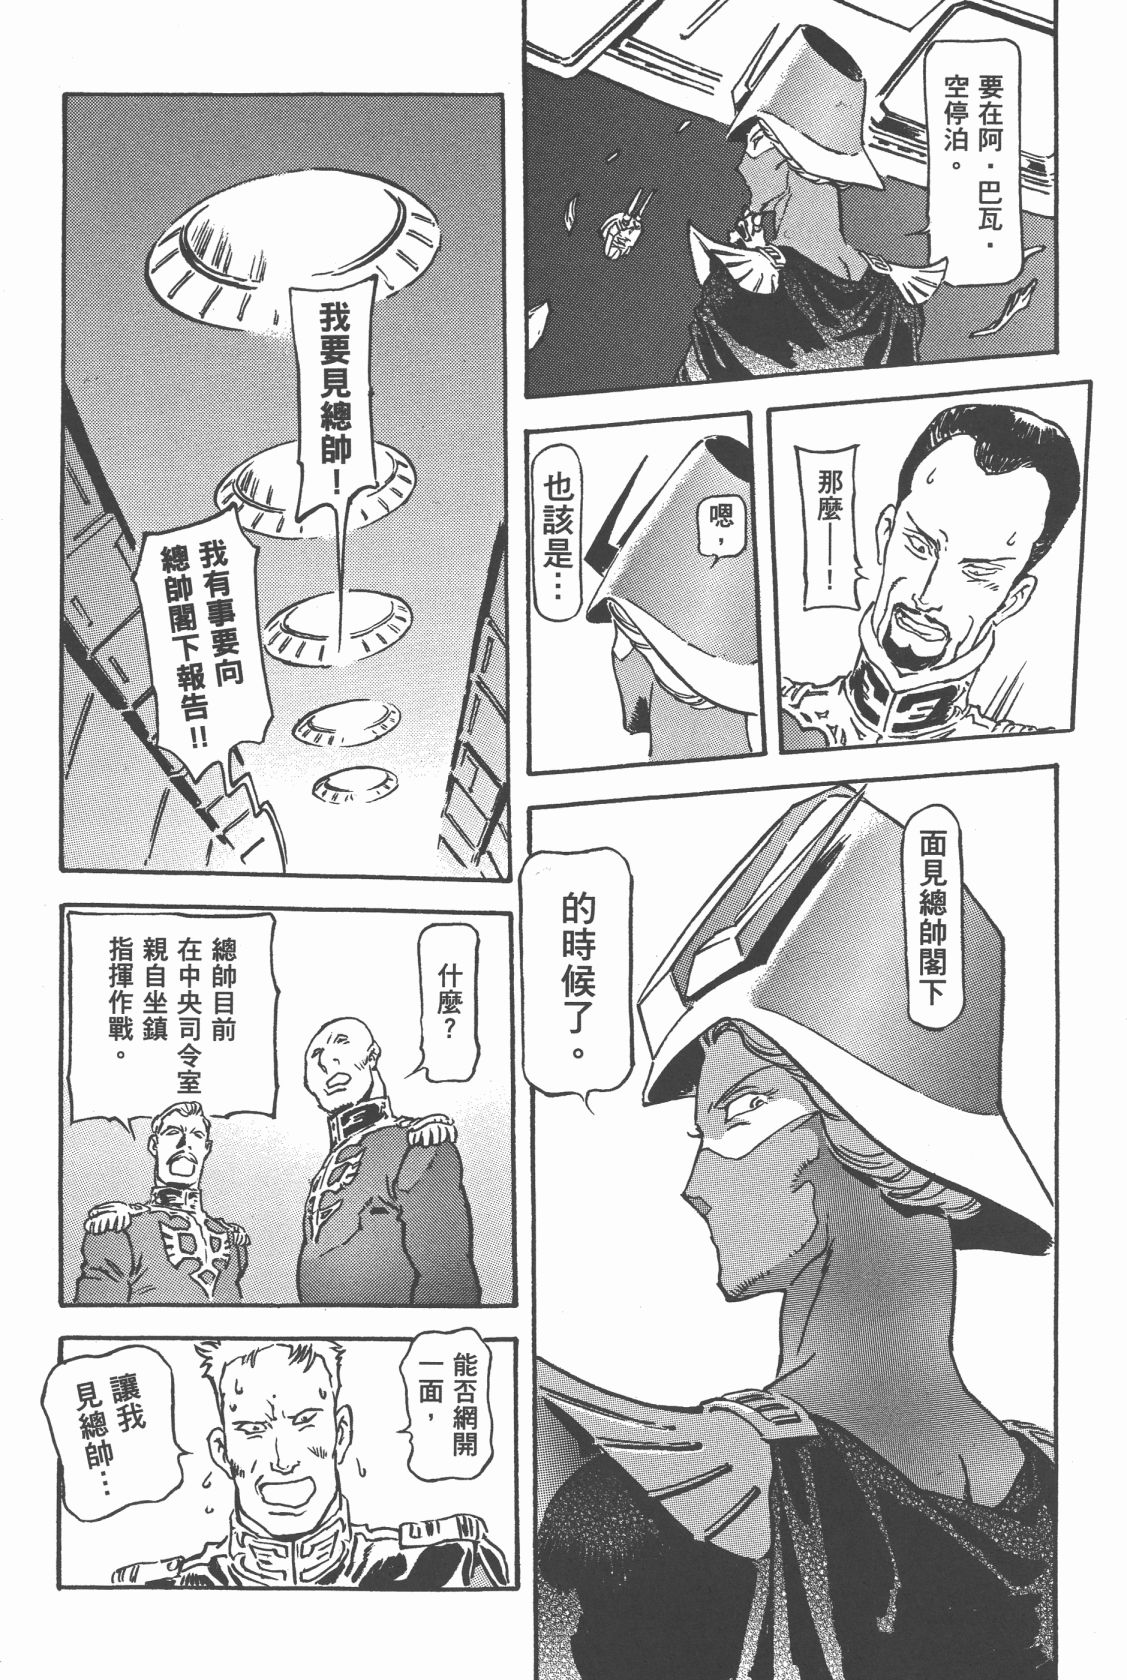 要在阿．巴瓦．
空停泊。
那麼——！
嗯，
也該是…
面見總帥閣下
的時候了。
我要見總帥！
我有事要向
總帥閣下報告!!
什麼？
總帥目前
在中央司令室
親自坐鎮
指揮作戰。
能否網開
一面，
讓我
見總帥…